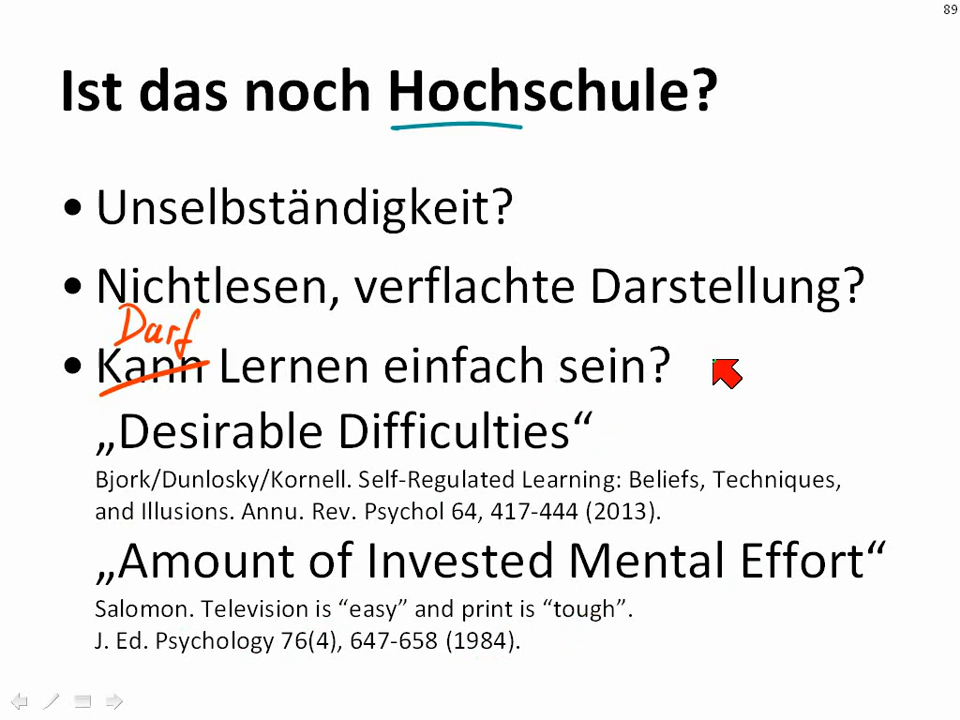 89
Ist das noch Hochschule?
• Unselbständigkeit?
• Nichtlesen, verflachte Darstellung?
Darf
• Kann Lernen einfach sein?
„Desirable Difficulties“
Bjork/Dunlosky/Kornell. Self-Regulated Learning: Beliefs, Techniques,
and Illusions. Annu. Rev. Psychol 64, 417-444 (2013).
„Amount of Invested Mental Effort“
Salomon. Television is “easy” and print is “tough”.
J. Ed. Psychology 76(4), 647-658 (1984).